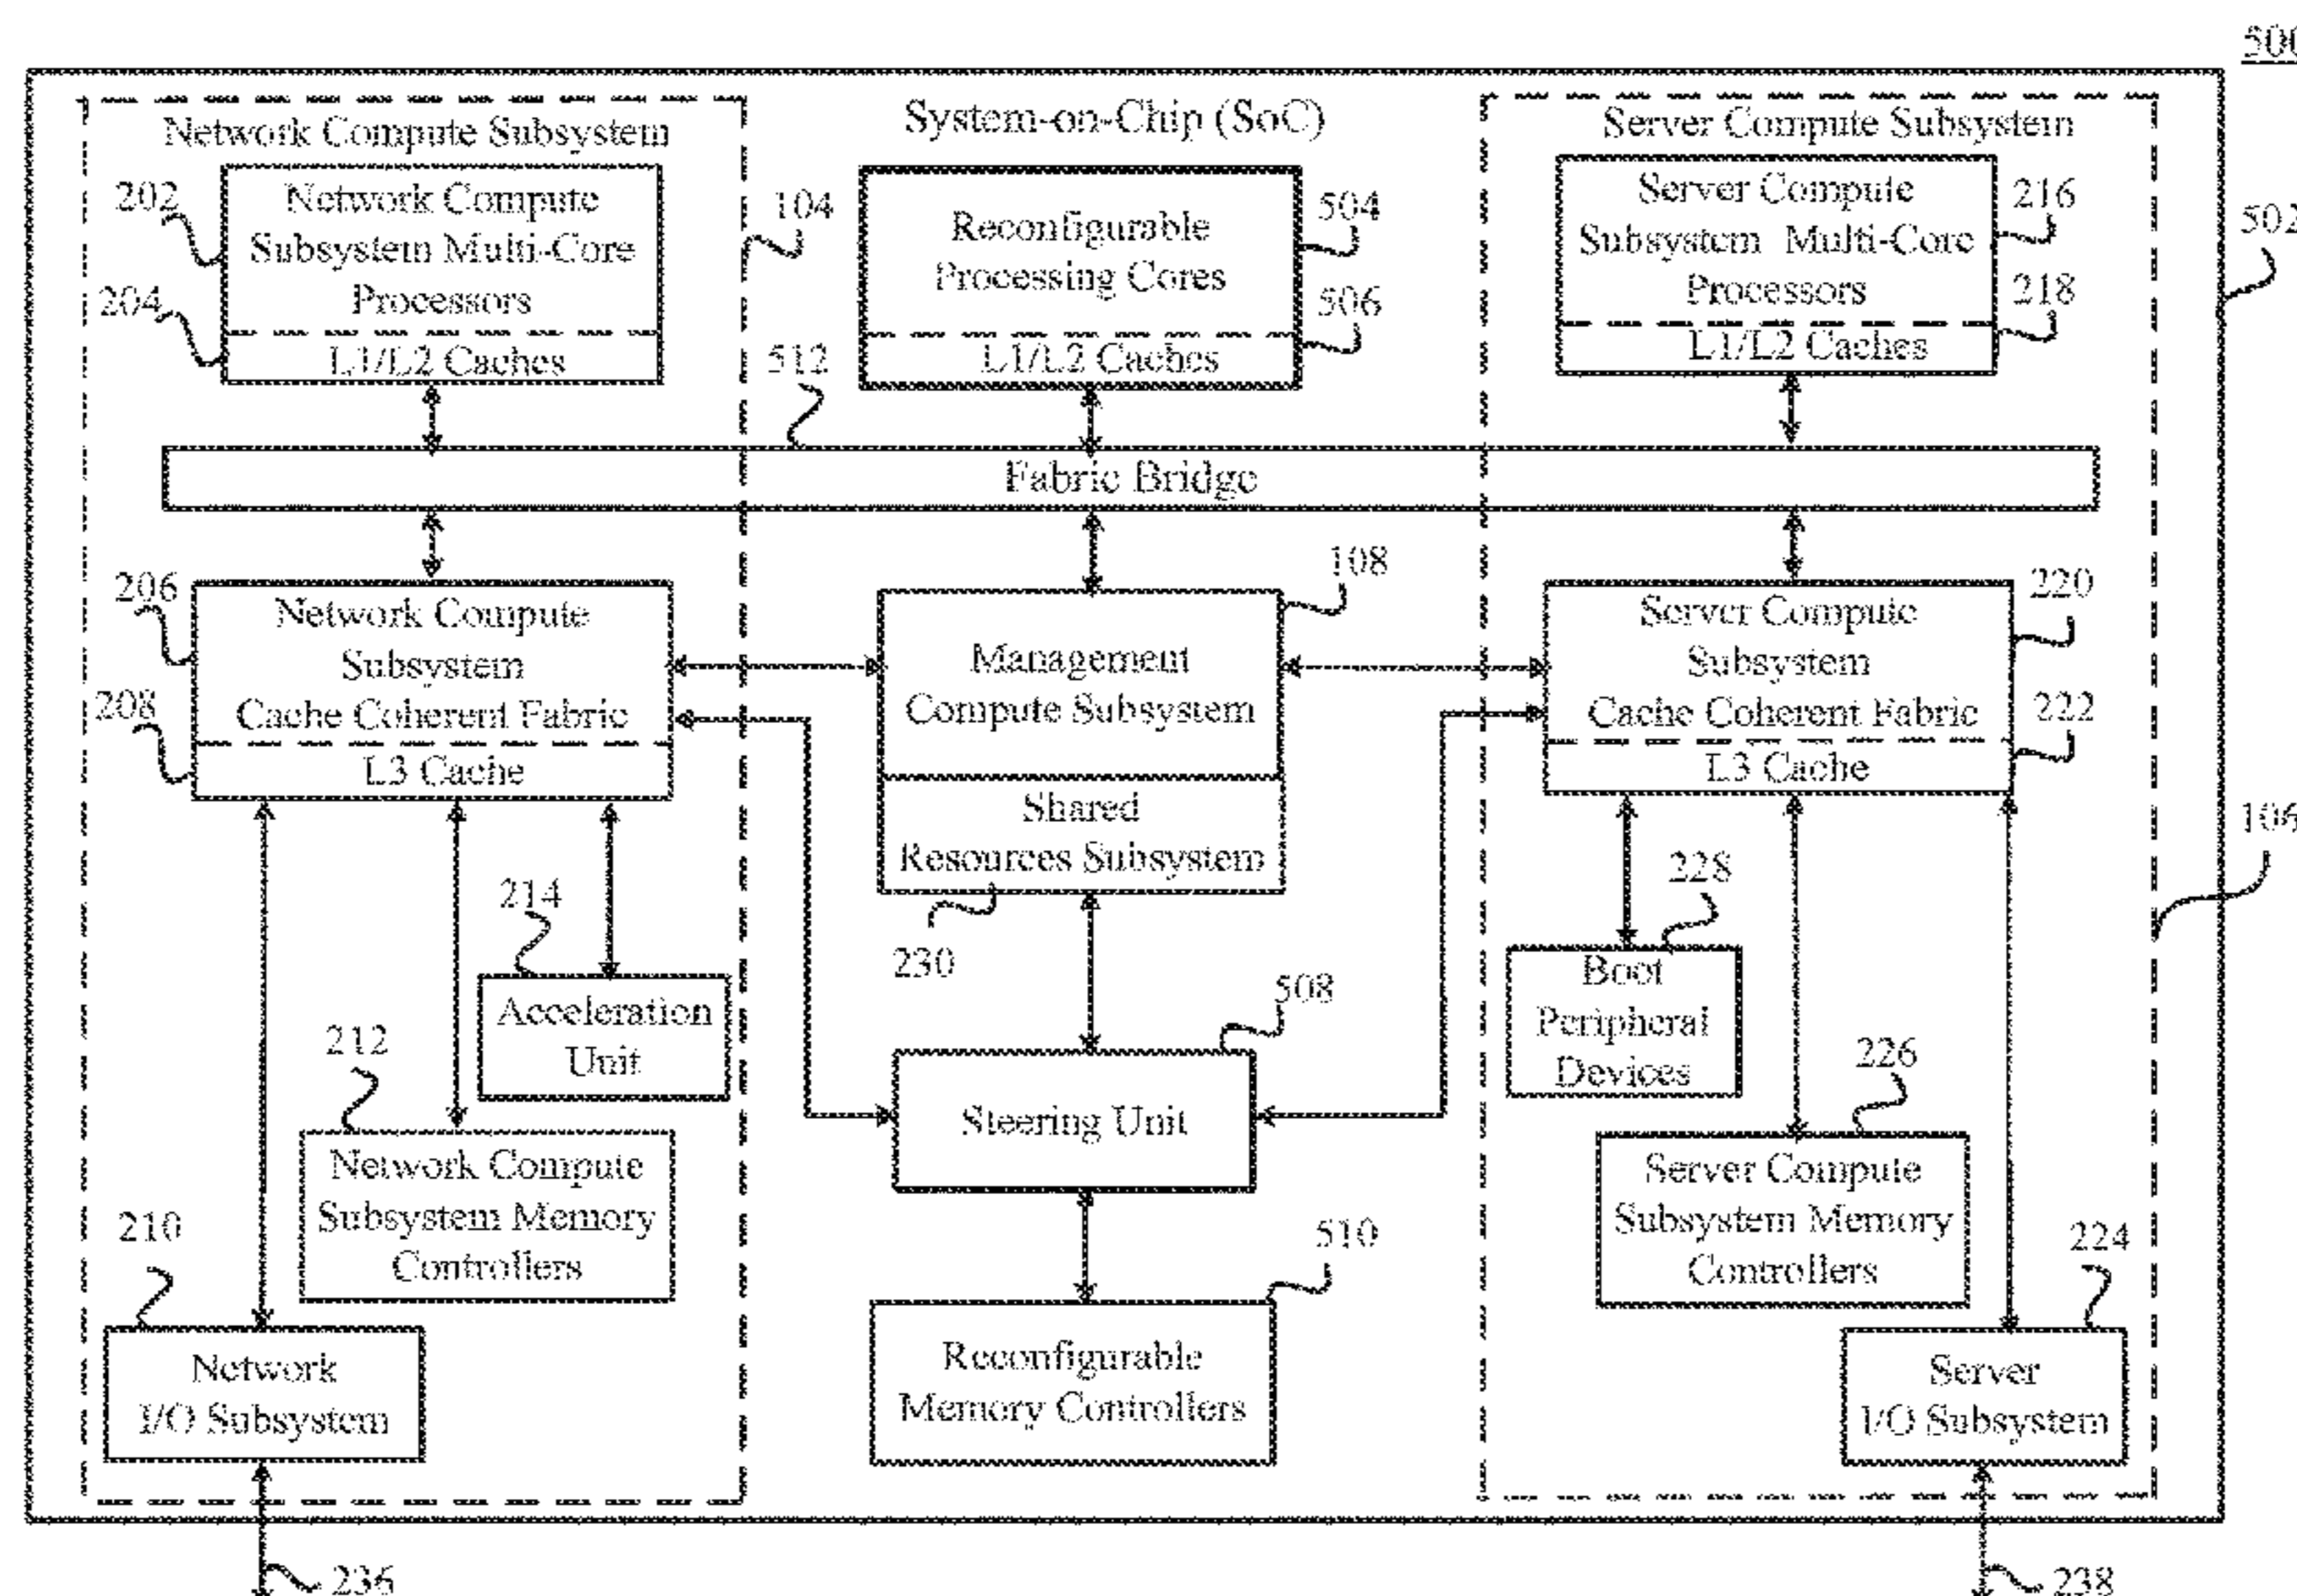 500
System-on-Chip (SoC)
Network Compute Subsystem
Server Compute Subsystem
202
Network Compute
Subsystem Multi-Core
Processors
204
L1/L2 Caches
104
Reconfigurable
Processing Cores
504
506
L1/L2 Caches
Server Compute
Subsystem Multi-Core
Processors
216
218
L1/L2 Caches
502
512
Fabric Bridge
206
Network Compute
Subsystem
Cache Coherent Fabric
208
L3 Cache
108
Management
Compute Subsystem
Shared
Resources Subsystem
230
Server Compute
Subsystem
Cache Coherent Fabric
220
222
L3 Cache
106
214
Acceleration
Unit
212
Network Compute
Subsystem Memory
Controllers
210
Network
I/O Subsystem
508
Steering Unit
510
Reconfigurable
Memory Controllers
228
Boot
Peripheral
Devices
226
Server Compute
Subsystem Memory
Controllers
224
Server
I/O Subsystem
236
238